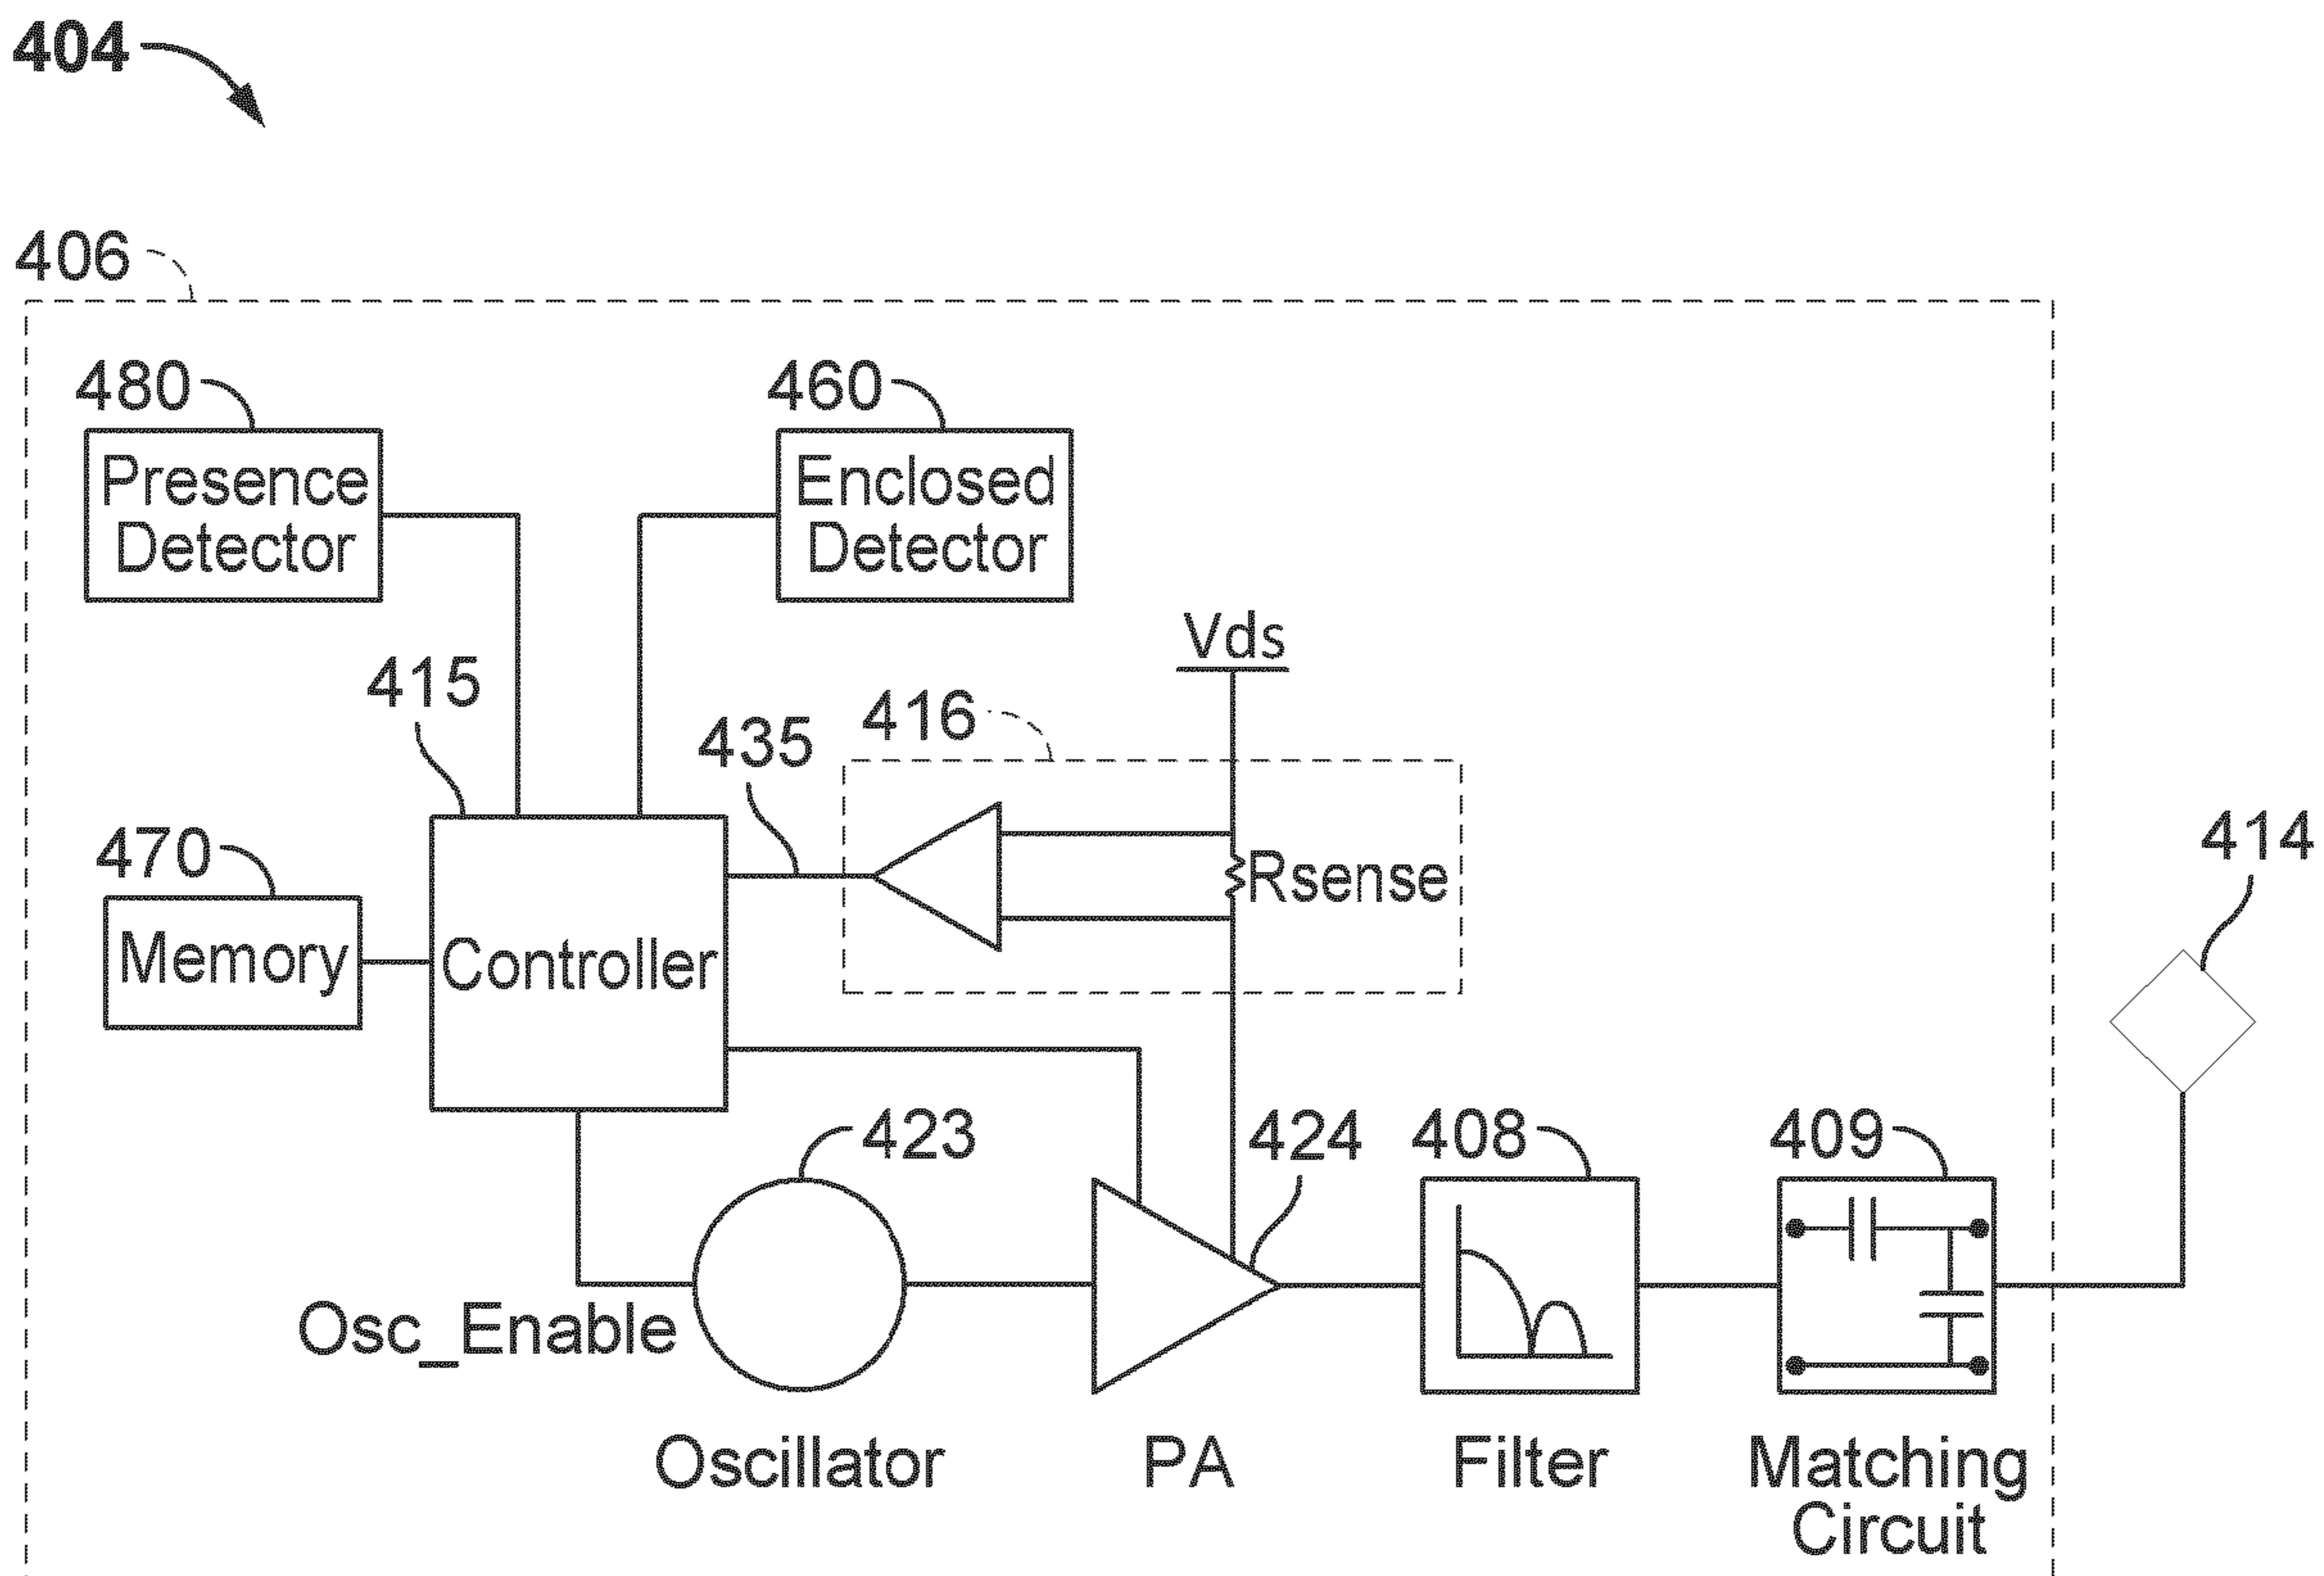 404
406
480
460
Presence
Detector
Enclosed
Detector
Vds
415
416
435
470
414
Rsense
Memory
Controller
423
424
408
409
Osc_Enable
Oscillator
PA
Filter
Matching
Circuit